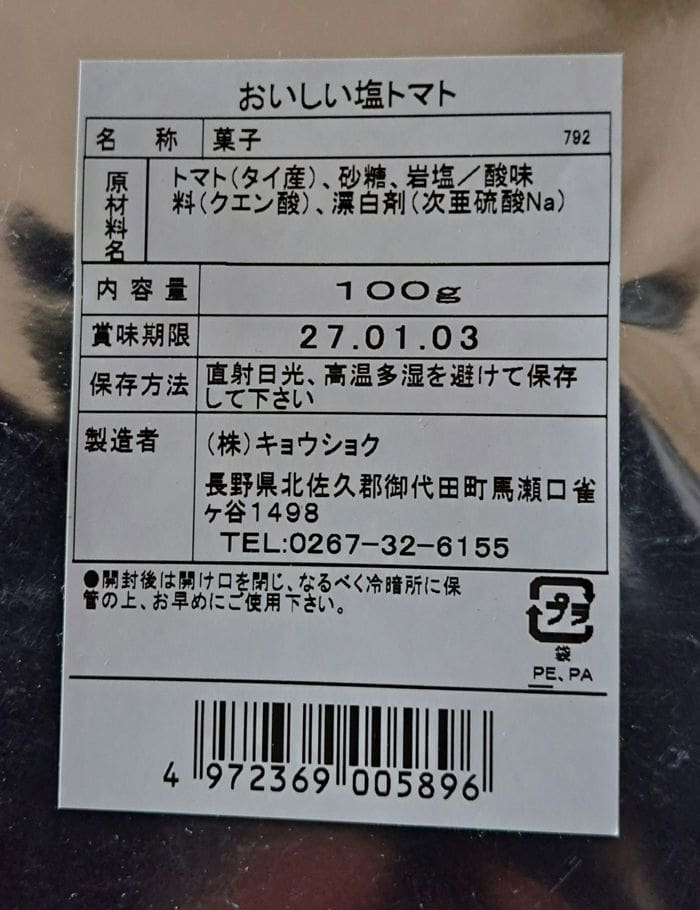 おいしい塩トマト
名 称 菓子 792
原材料名
トマト(タイ産)、砂糖、岩塩／酸味
料(クエン酸)、漂白剤(次亜硫酸Na)
内容量 100g
賞味期限 27.01.03
保存方法
直射日光、高温多湿を避けて保存
して下さい
製造者 (株)キョウショク
長野県北佐久郡御代田町馬瀬口雀
ヶ谷1498
TEL:0267-32-6155
●開封後は開け口を閉じ、なるべく冷暗所に保
管の上、お早めにご使用下さい。
プラ
袋
PE、PA
4 972369 005896